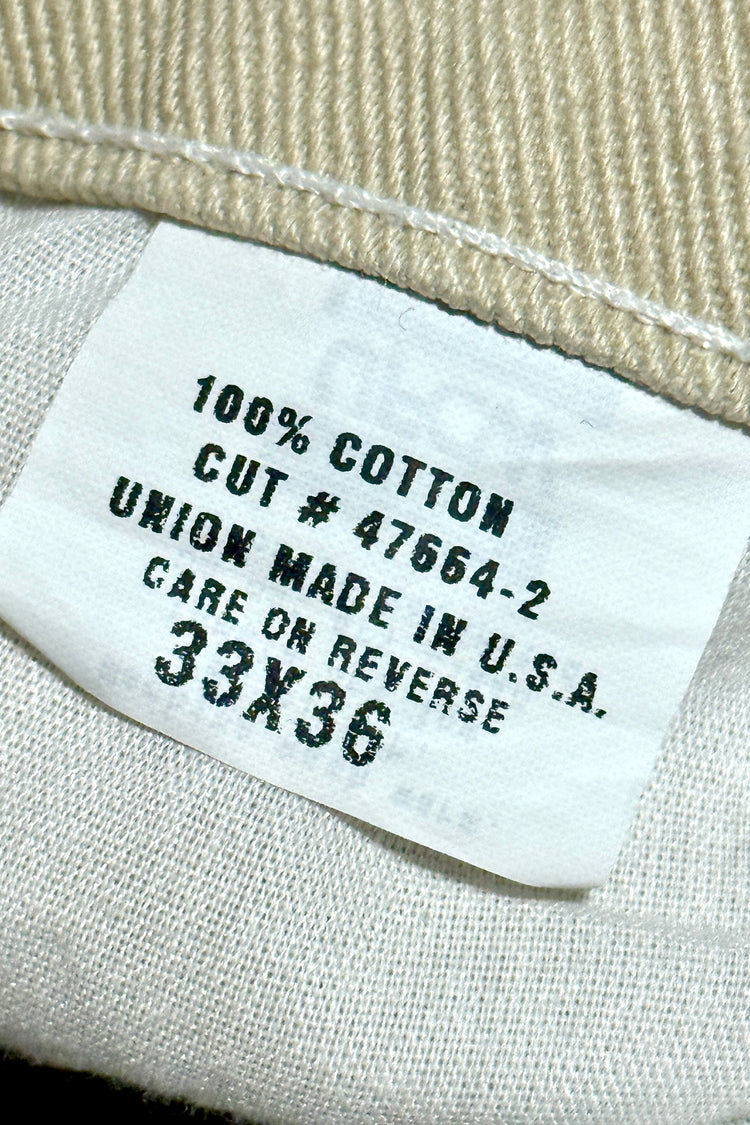 100% COTTON
CUT # 47664-2
UNION MADE IN U.S.A.
CARE ON REVERSE
33X36